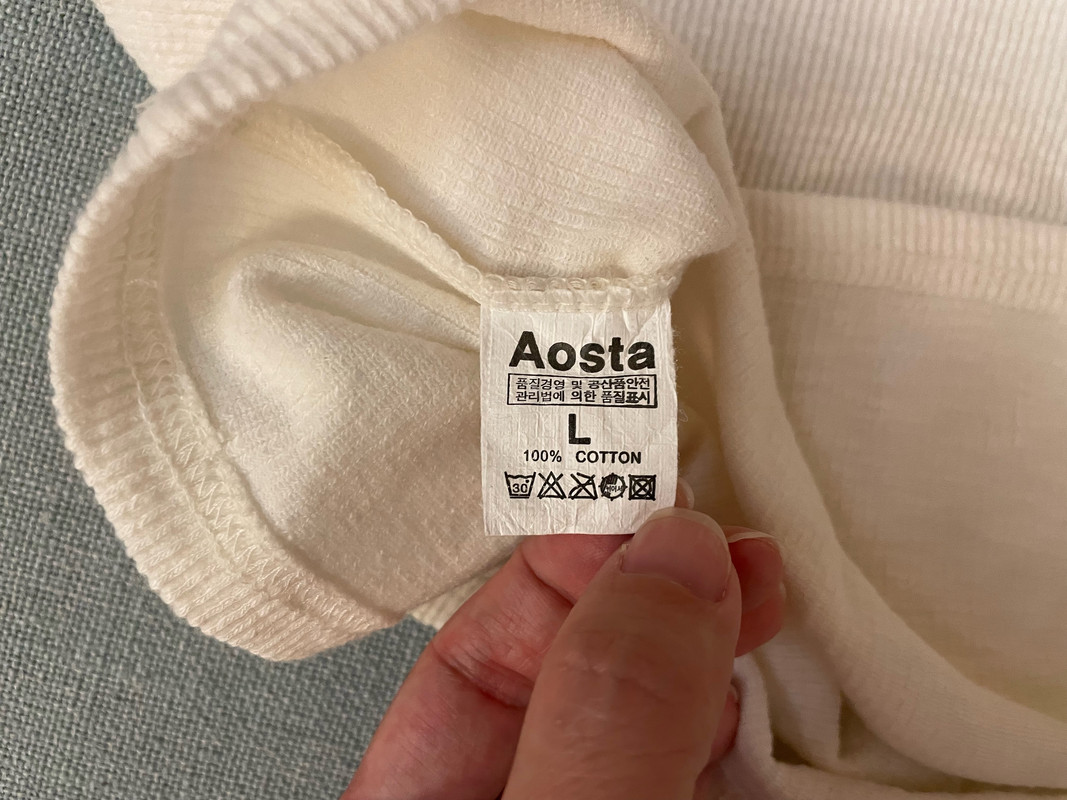 Aosta
품질경영 및 공산품안전
관리법에 의한 품질표시
L
100% COTTON
30